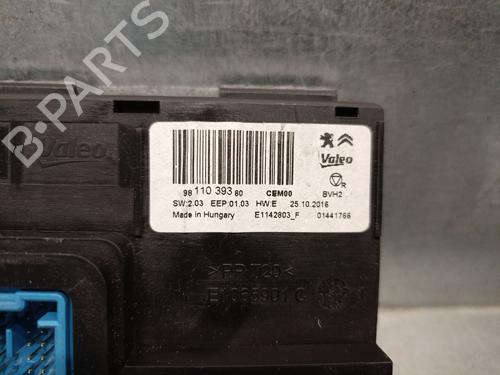 B-PARTS
Valeo
Valeo
R
98 110 393 80 CEM00 BVH2
SW:2.03 EEP:01.03 HW:E 25.10.2016
Made in Hungary E1142803_F 01441766
>PP T20<